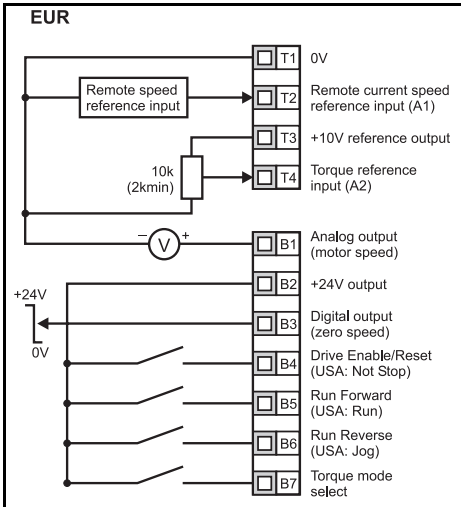 EUR
T1 0V
Remote speed
reference input
T2 Remote current speed
reference input (A1)
T3 +10V reference output
10k
(2kmin)
T4 Torque reference
input (A2)
− V +
B1 Analog output
(motor speed)
B2 +24V output
+24V
0V
B3 Digital output
(zero speed)
B4 Drive Enable/Reset
(USA: Not Stop)
B5 Run Forward
(USA: Run)
B6 Run Reverse
(USA: Jog)
B7 Torque mode
select